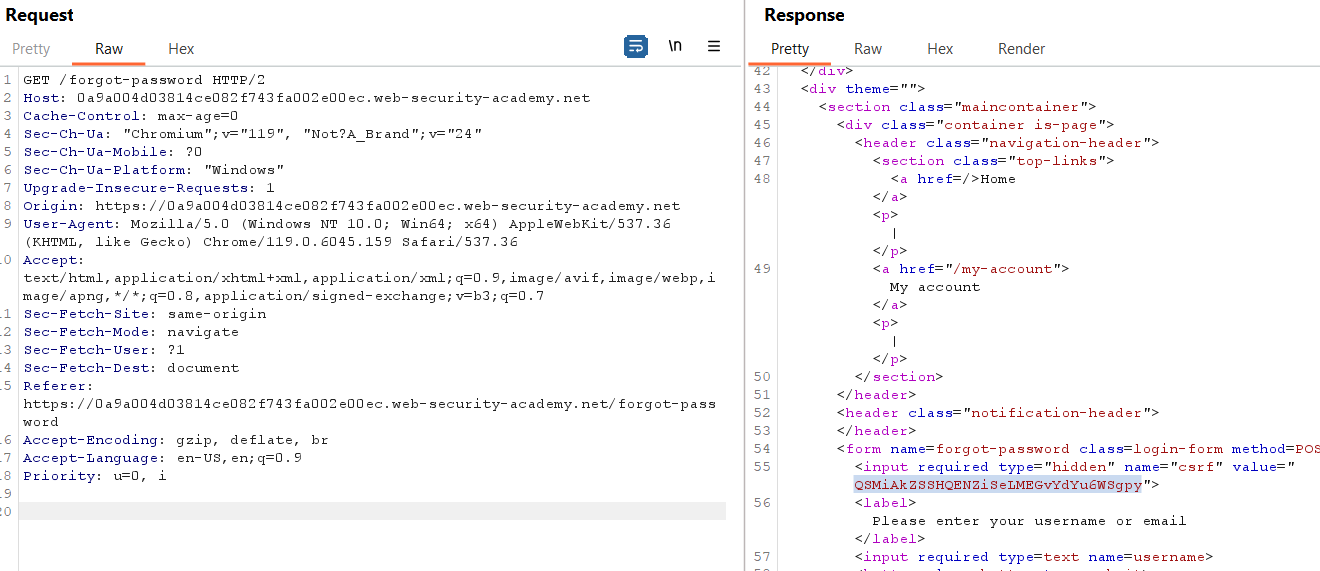 Request
Pretty Raw Hex \n
1 GET /forgot-password HTTP/2
2 Host: 0a9a004d03814ce082f743fa002e00ec.web-security-academy.net
3 Cache-Control: max-age=0
4 Sec-Ch-Ua: "Chromium";v="119", "Not?A_Brand";v="24"
5 Sec-Ch-Ua-Mobile: ?0
6 Sec-Ch-Ua-Platform: "Windows"
7 Upgrade-Insecure-Requests: 1
8 Origin: https://0a9a004d03814ce082f743fa002e00ec.web-security-academy.net
9 User-Agent: Mozilla/5.0 (Windows NT 10.0; Win64; x64) AppleWebKit/537.36
(KHTML, like Gecko) Chrome/119.0.6045.159 Safari/537.36
10 Accept:
text/html,application/xhtml+xml,application/xml;q=0.9,image/avif,image/webp,i
mage/apng,*/*;q=0.8,application/signed-exchange;v=b3;q=0.7
11 Sec-Fetch-Site: same-origin
12 Sec-Fetch-Mode: navigate
13 Sec-Fetch-User: ?1
14 Sec-Fetch-Dest: document
15 Referer:
https://0a9a004d03814ce082f743fa002e00ec.web-security-academy.net/forgot-pass
word
16 Accept-Encoding: gzip, deflate, br
17 Accept-Language: en-US,en;q=0.9
18 Priority: u=0, i
19
20
Response
Pretty Raw Hex Render
42 </div>
43 <div theme="">
44 <section class="maincontainer">
45 <div class="container is-page">
46 <header class="navigation-header">
47 <section class="top-links">
48 <a href=/>Home
</a>
<p>
|
</p>
49 <a href="/my-account">
My account
</a>
<p>
|
</p>
50 </section>
51 </header>
52 <header class="notification-header">
53 </header>
54 <form name=forgot-password class=login-form method=POS
55 <input required type="hidden" name="csrf" value="
QSMiAkZSSHQENZiSeLMEGvYdYu6WSgpy">
56 <label>
Please enter your username or email
</label>
57 <input required type=text name=username>